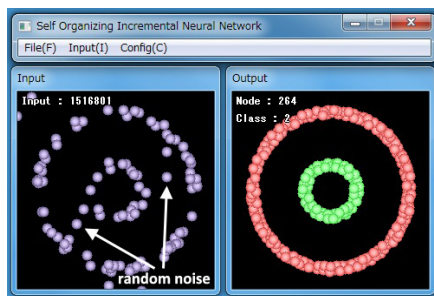 Self Organizing Incremental Neural Network
File(F) Input(I) Config(C)
Input
Input : 1516801
random noise
Output
Node : 264
Class : 2